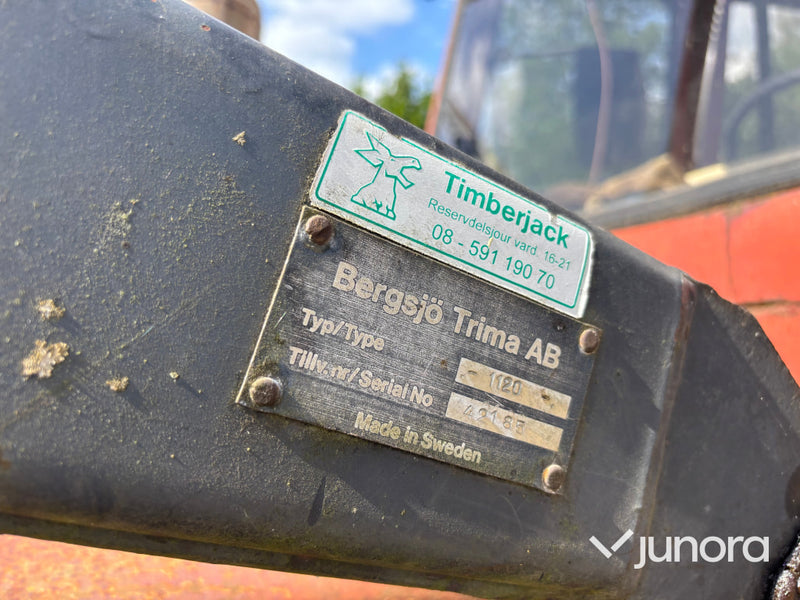 Timberjack
Reservdelsjour vard. 16-21
08 - 591 190 70
Bergsjö Trima AB
Typ/Type
1120
Tillv.nr/Serial No
Made in Sweden
junora